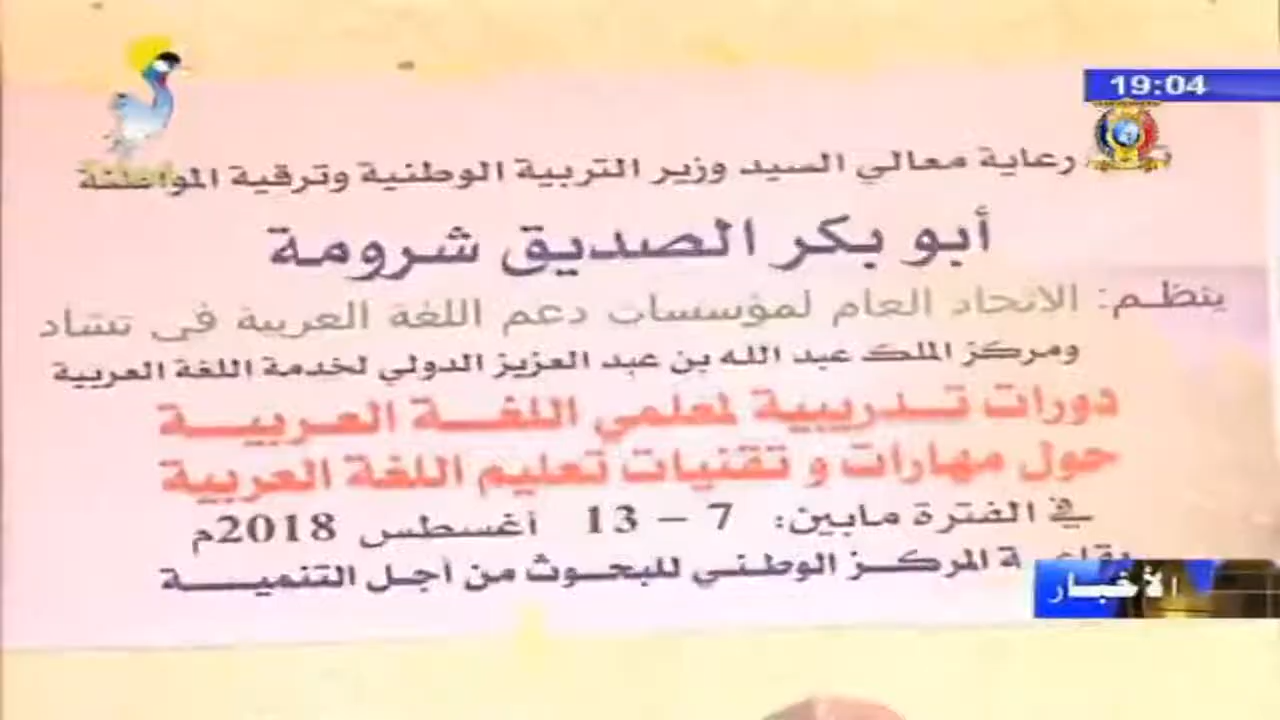 19:04
رعاية معالي السيد وزير التربية الوطنية وترقية المواطنة
أبو بكر الصديق شرومة
ينظم: الاتحاد العام لمؤسسات دعم اللغة العربية في تشاد
ومركز الملك عبد الله بن عبد العزيز الدولي لخدمة اللغة العربية
دورات تدريبية لمعلمي اللغة العربية
حول مهارات و تقنيات تعليم اللغة العربية
في الفترة مابين: 7 – 13 أغسطس 2018م
بقاعة المركز الوطني للبحوث من أجل التنمية
الأخبار